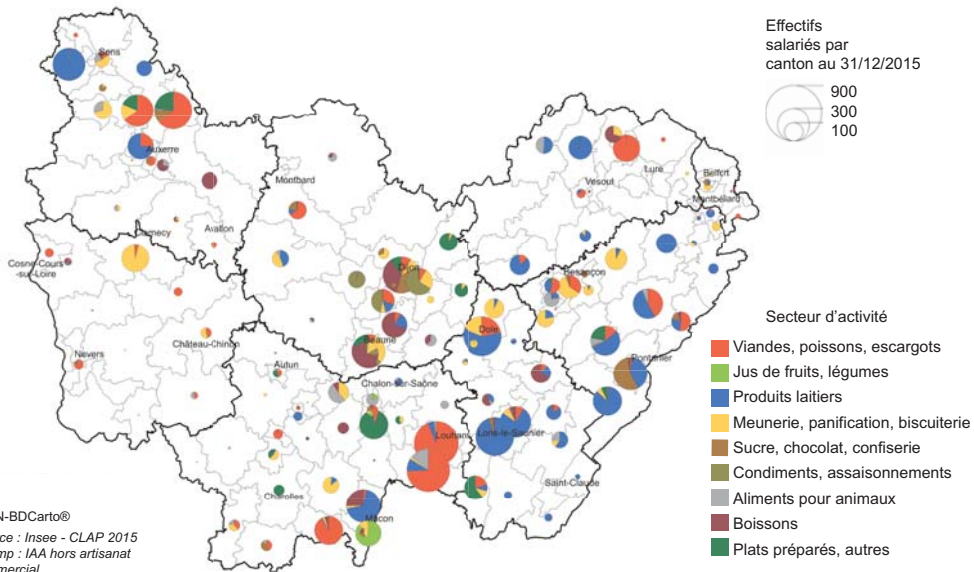 Effectifs
salariés par
canton au 31/12/2015
900
300
100
Sens
Auxerre
Montbard
Vesoul
Lure
Belfort
Montbéliard
Clamecy
Avallon
Cosne-Cours
-sur-Loire
Dijon
Besançon
Château-Chinon
Nevers
Beaune
Dole
Pontarlier
Autun
Chalon-sur-Saône
Louhans
Lons-le-Saunier
Saint-Claude
Charolles
Mâcon
Secteur d'activité
Viandes, poissons, escargots
Jus de fruits, légumes
Produits laitiers
Meunerie, panification, biscuiterie
Sucre, chocolat, confiserie
Condiments, assaisonnements
Aliments pour animaux
Boissons
Plats préparés, autres
N-BDCarto®
ce : Insee - CLAP 2015
mp : IAA hors artisanat
mercial